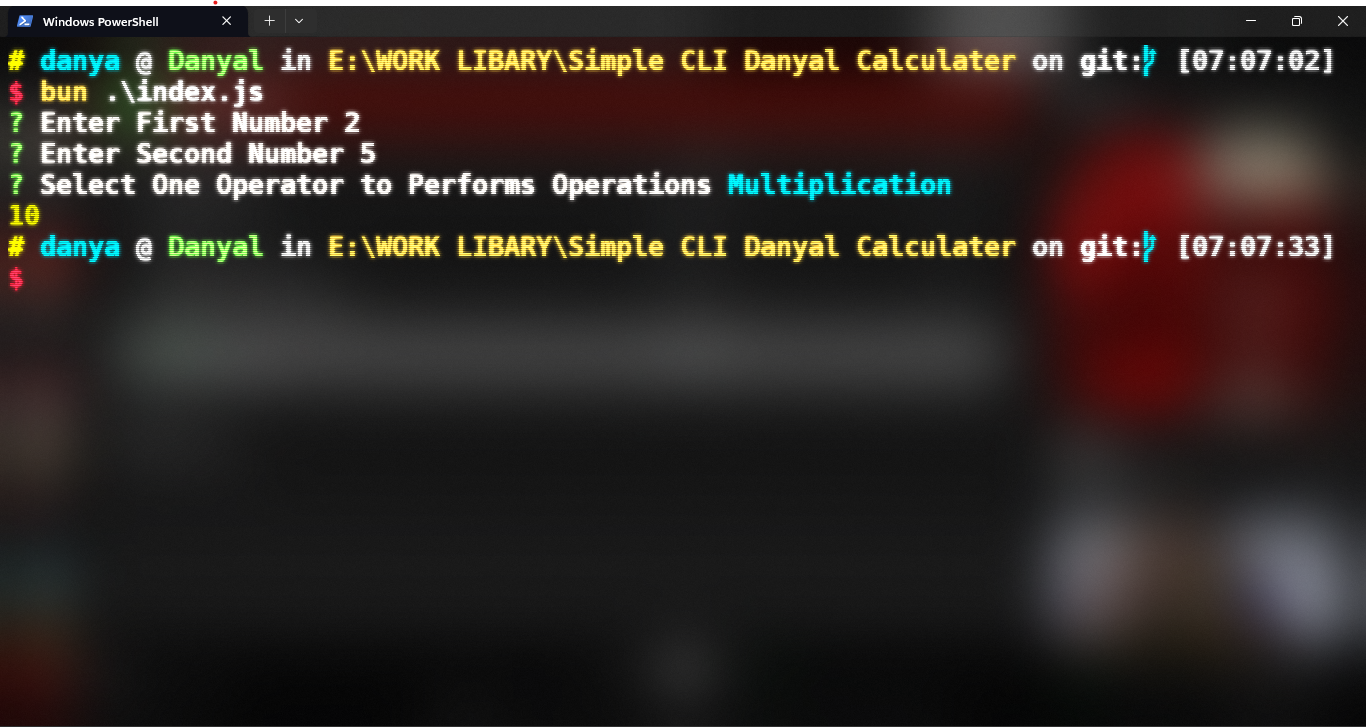 Windows PowerShell
# danya @ Danyal in E:\WORK LIBARY\Simple CLI Danyal Calculater on git: [07:07:02]
$ bun .\index.js
? Enter First Number 2
? Enter Second Number 5
? Select One Operator to Performs Operations Multiplication
10
# danya @ Danyal in E:\WORK LIBARY\Simple CLI Danyal Calculater on git: [07:07:33]
$